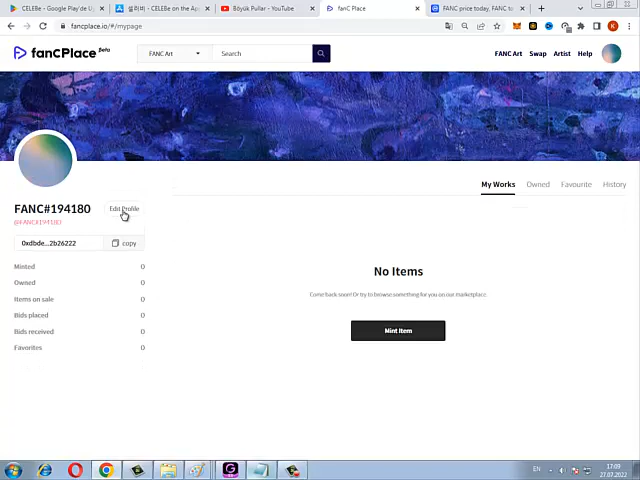 CELEBe - Google Play'de Uy
셀러비 - CELEBe on the App
Böyük Pullar - YouTube
fanC Place
FANC price today, FANC to
fancplace.io/#/mypage
K
fancPlace Beta
FANC Art
Search
FANC Art Swap Artist Help
My Works Owned Favourite History
FANC#194180 Edit Profile
@FANC#194180
0xdbde...2b26222 copy
Minted 0
Owned 0
Items on sale 0
Bids placed 0
Bids received 0
Favorites 0
No Items
Come back soon! Or try to browse something for you on our marketplace.
Mint Item
EN
17:09
27.07.2022